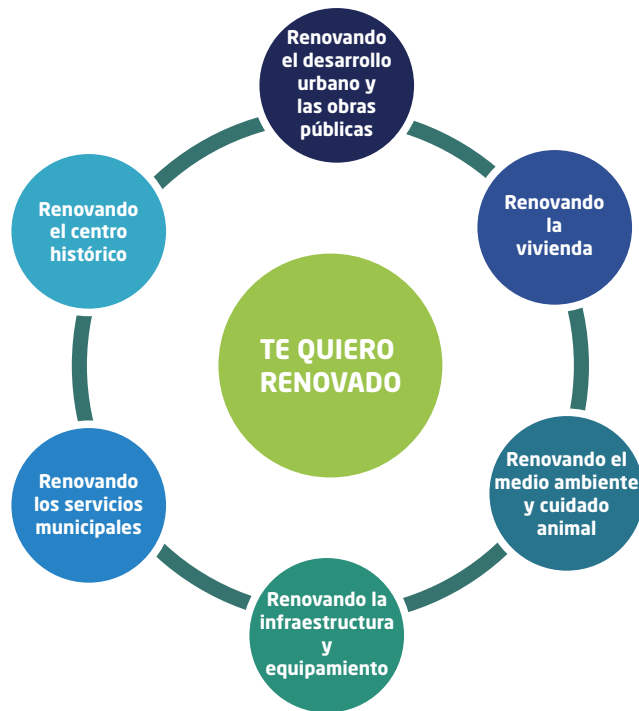 Renovando
el desarrollo
urbano y
las obras
públicas
Renovando
la
vivienda
Renovando el
medio ambiente
y cuidado
animal
Renovando la
infraestructura
y
equipamiento
Renovando
los servicios
municipales
Renovando
el centro
histórico
TE QUIERO
RENOVADO